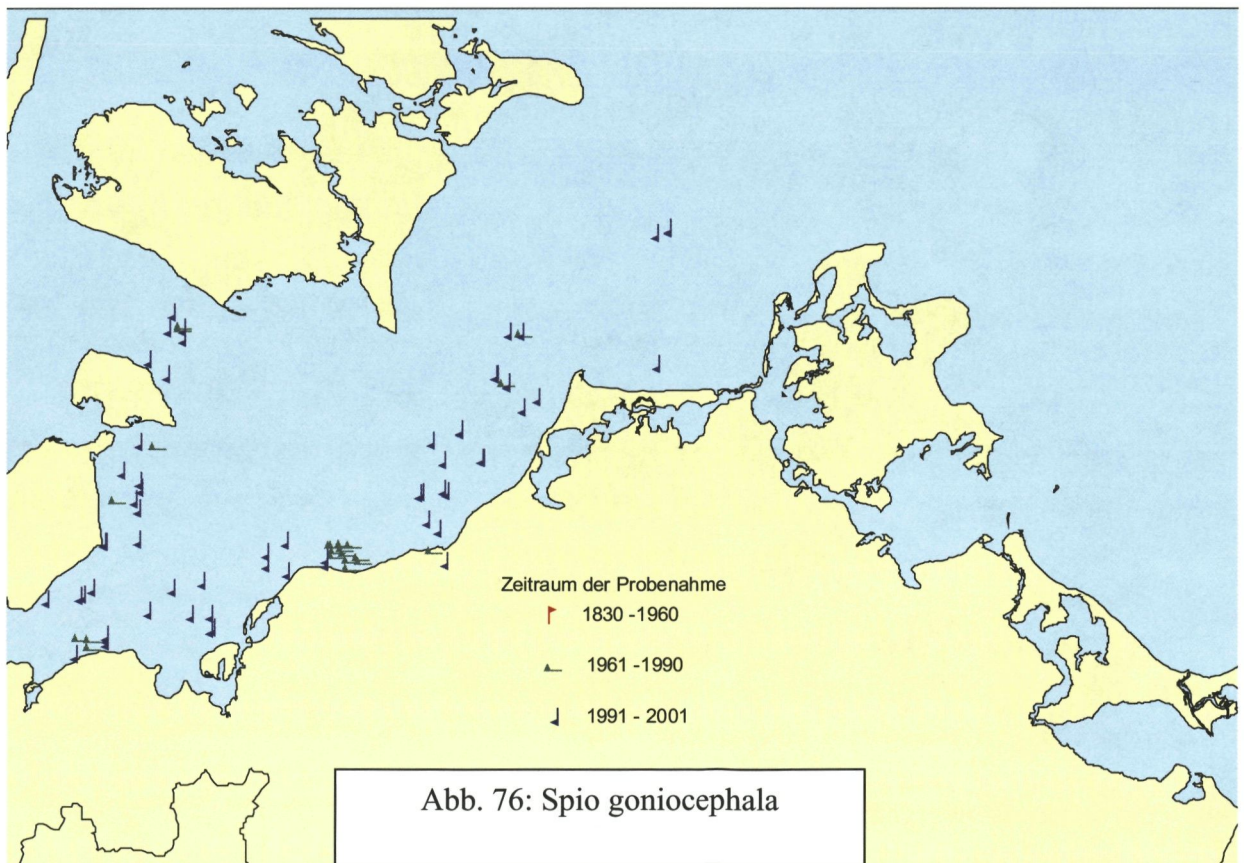 Zeitraum der Probenahme
1830 -1960
1961 -1990
1991 - 2001
Abb. 76: Spio goniocephala